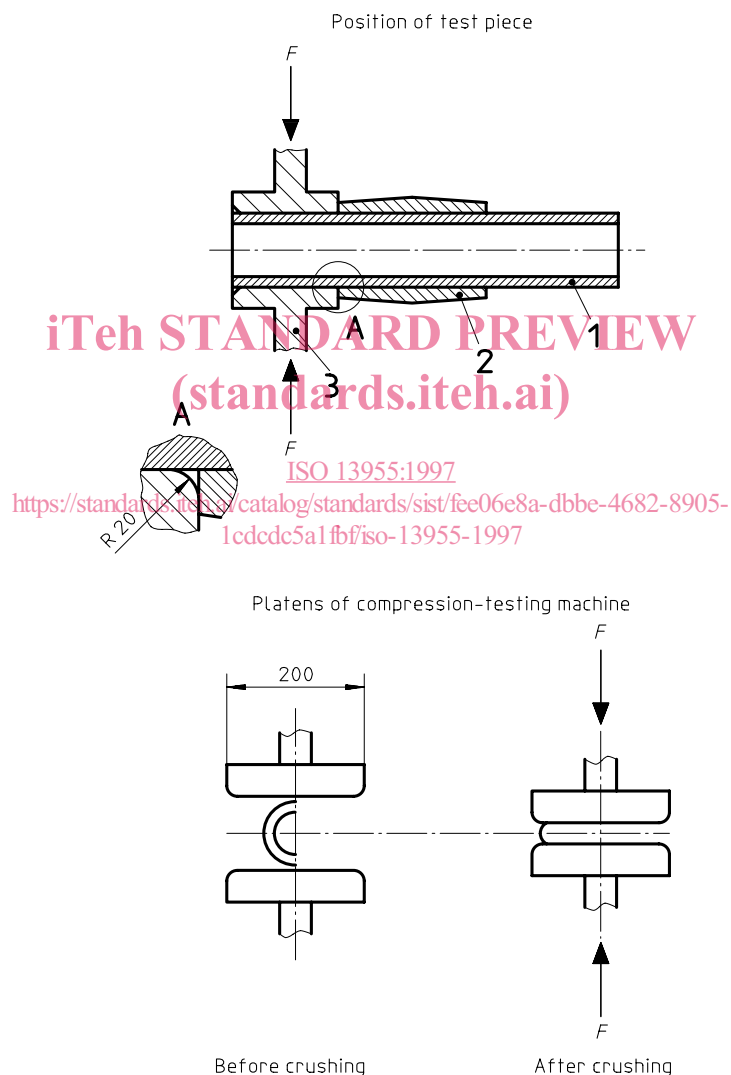 Position of test piece
F
A
1
2
3
iTeh STANDARD PREVIEW
(standards.iteh.ai)
A
F
ISO 13955:1997
https://standards.iteh.ai/catalog/standards/sist/fee06e8a-dbbe-4682-8905-
1cdcdc5a1fbf/iso-13955-1997
R 20
Platens of compression-testing machine
F
200
F
Before crushing
After crushing